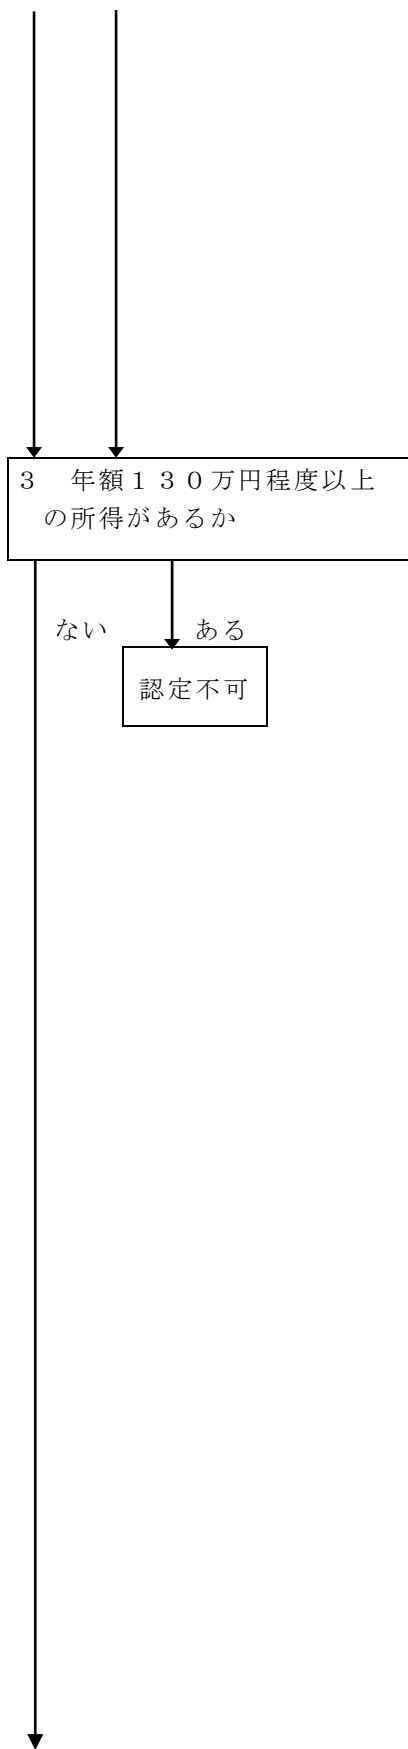 ３　年額１３０万円程度以上
の所得があるか
ない
ある
認定不可